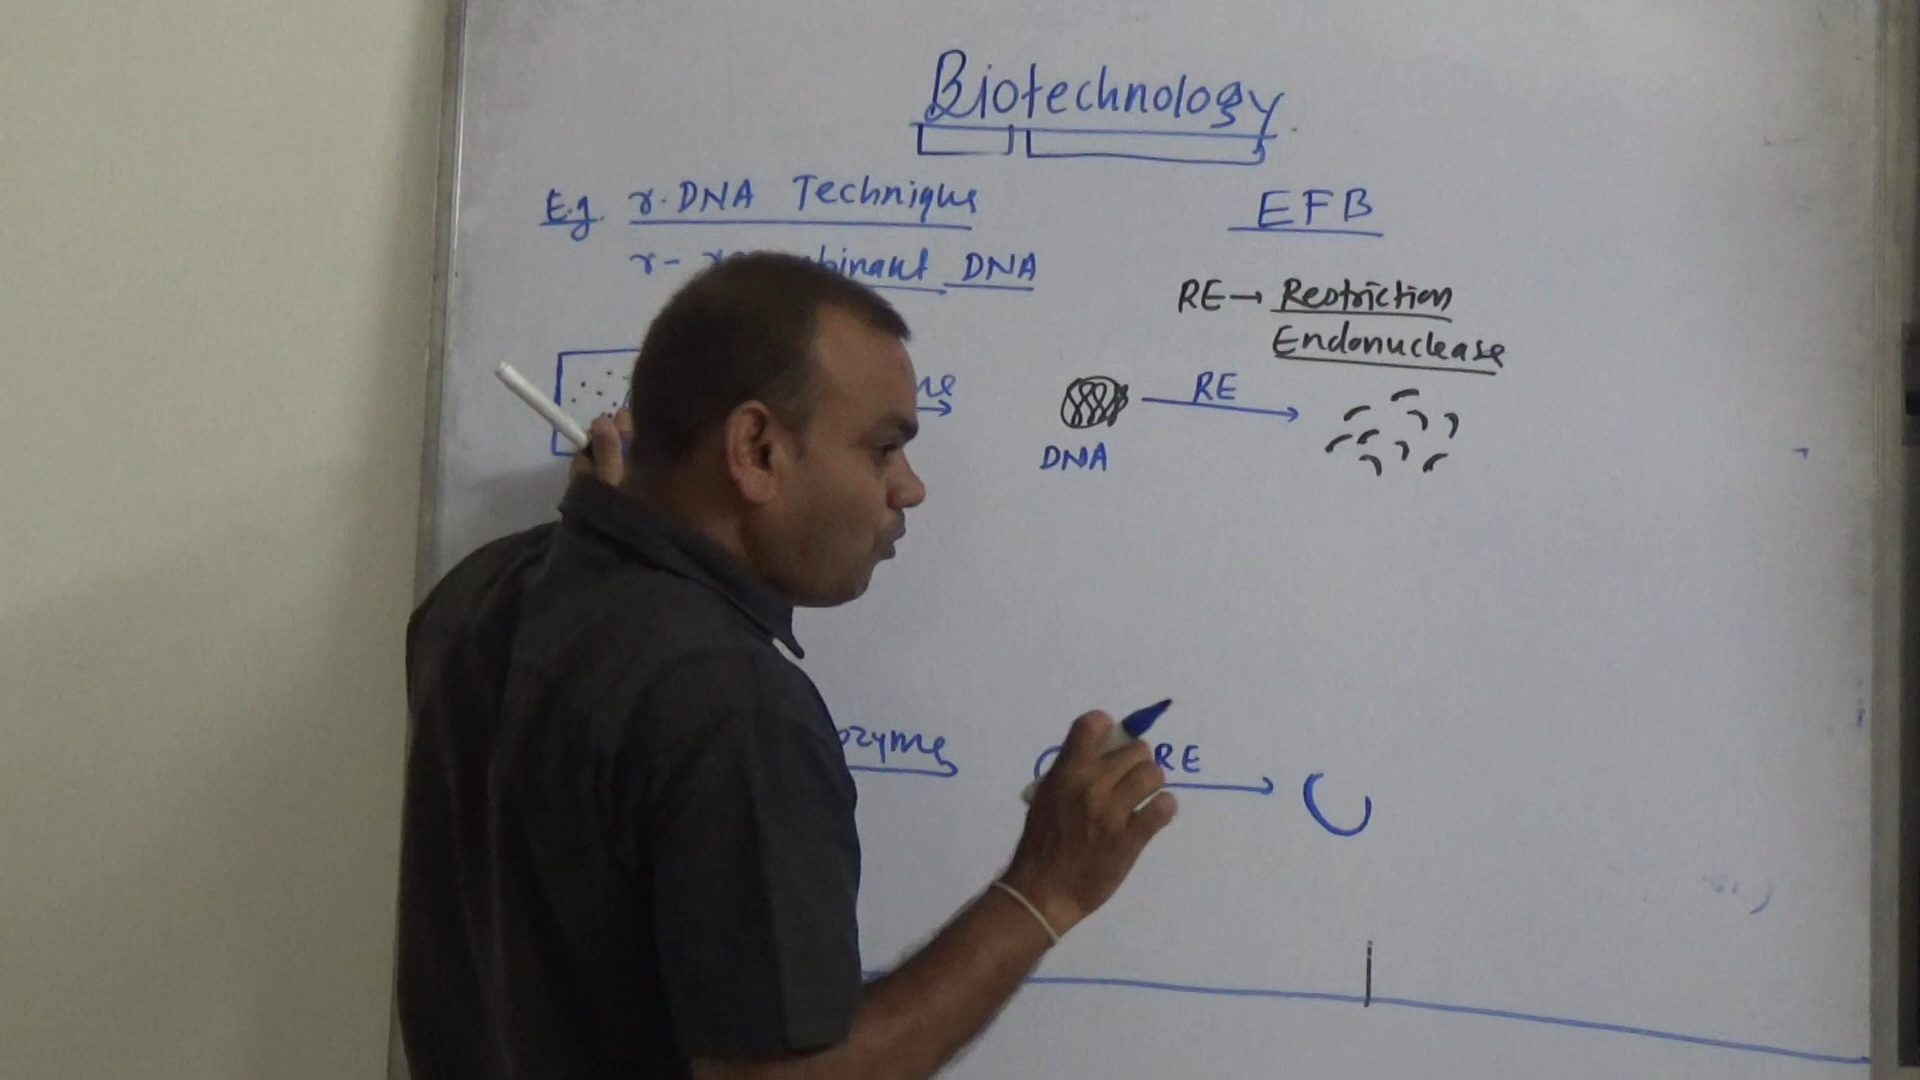 Biotechnology
E.g. r.DNA Technique
r- DNA
EFB
RE → Restriction
Endonuclease
RE
DNA
RE